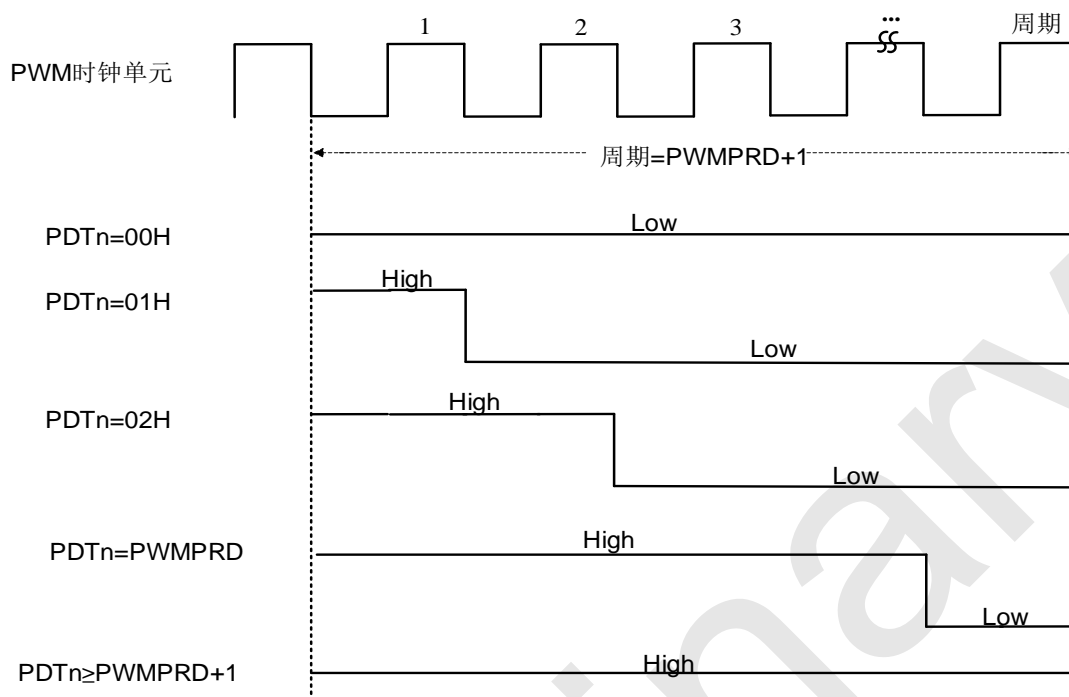 1 2 3 ... 周期
PWM时钟单元
周期=PWMPRD+1
PDTn=00H Low
PDTn=01H High Low
PDTn=02H High Low
PDTn=PWMPRD High Low
PDTn≥PWMPRD+1 High